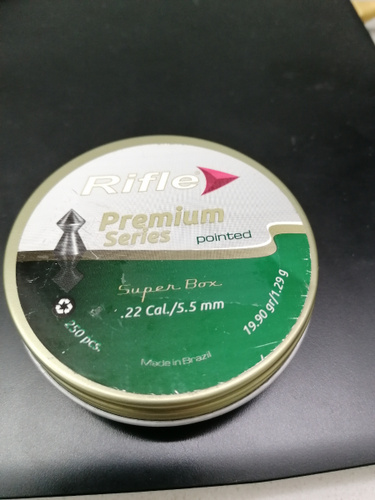 Rifle
Premium
Series
pointed
Super Box
.22 Cal./5.5 mm
19.90 gr/1.29 g
250 pcs.
Made in Brazil